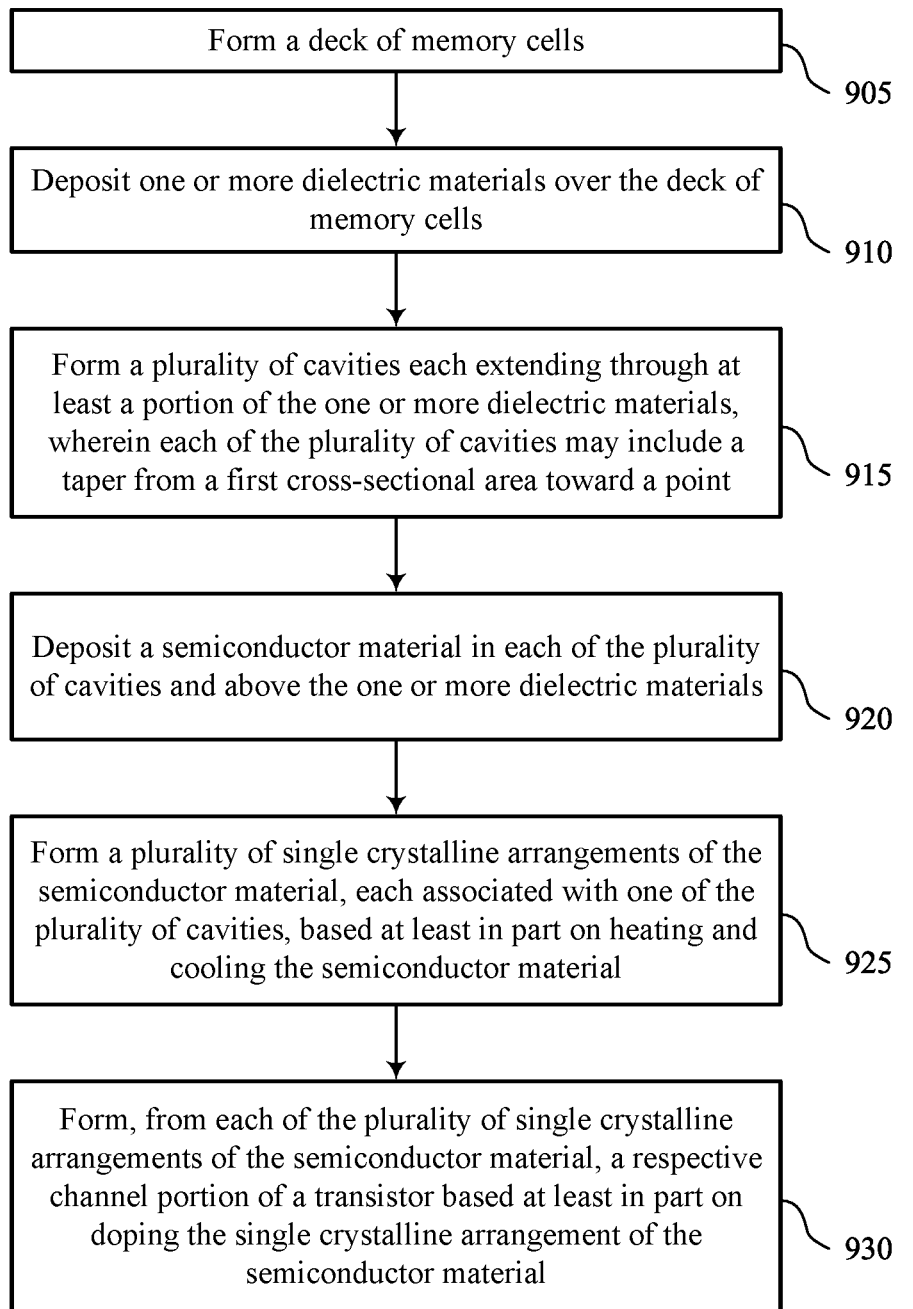 Form a deck of memory cells
905
Deposit one or more dielectric materials over the deck of
memory cells
910
Form a plurality of cavities each extending through at
least a portion of the one or more dielectric materials,
wherein each of the plurality of cavities may include a
taper from a first cross-sectional area toward a point
915
Deposit a semiconductor material in each of the plurality
of cavities and above the one or more dielectric materials
920
Form a plurality of single crystalline arrangements of the
semiconductor material, each associated with one of the
plurality of cavities, based at least in part on heating and
cooling the semiconductor material
925
Form, from each of the plurality of single crystalline
arrangements of the semiconductor material, a respective
channel portion of a transistor based at least in part on
doping the single crystalline arrangement of the
semiconductor material
930